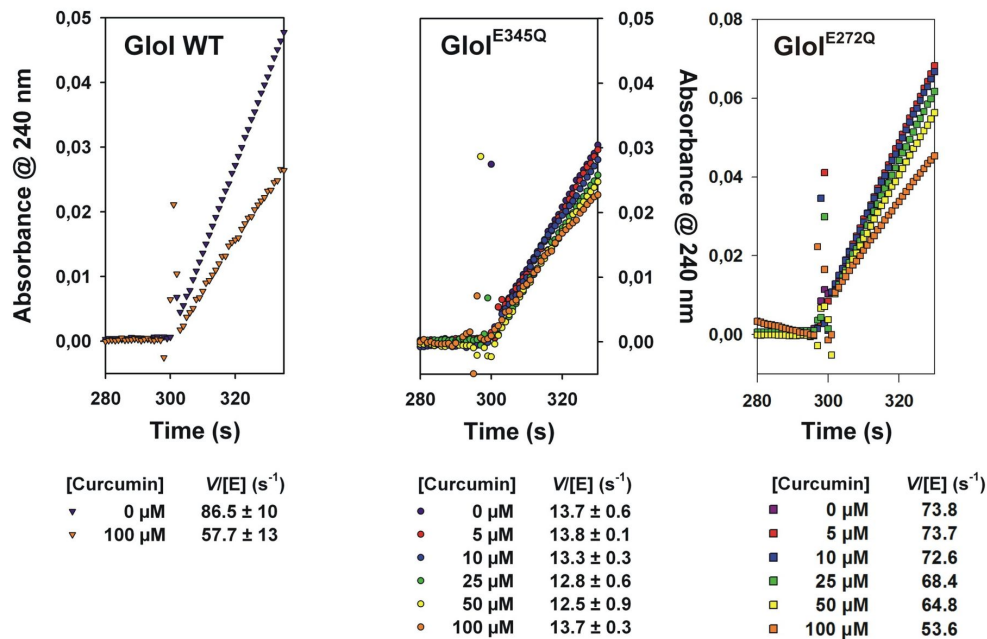 GloI WT
Absorbance @ 240 nm
0,05
0,04
0,03
0,02
0,01
0,00
280 300 320
Time (s)
[Curcumin] V/[E] (s⁻¹)
0 µM 86.5 ± 10
100 µM 57.7 ± 13
GloI^E345Q
0,05
0,04
0,03
0,02
0,01
0,00
Absorbance @ 240 nm
280 300 320
Time (s)
[Curcumin] V/[E] (s⁻¹)
0 µM 13.7 ± 0.6
5 µM 13.8 ± 0.1
10 µM 13.3 ± 0.3
25 µM 12.8 ± 0.6
50 µM 12.5 ± 0.9
100 µM 13.7 ± 0.3
GloI^E272Q
0,08
0,06
0,04
0,02
0,00
280 300 320
Time (s)
[Curcumin] V/[E] (s⁻¹)
0 µM 73.8
5 µM 73.7
10 µM 72.6
25 µM 68.4
50 µM 64.8
100 µM 53.6